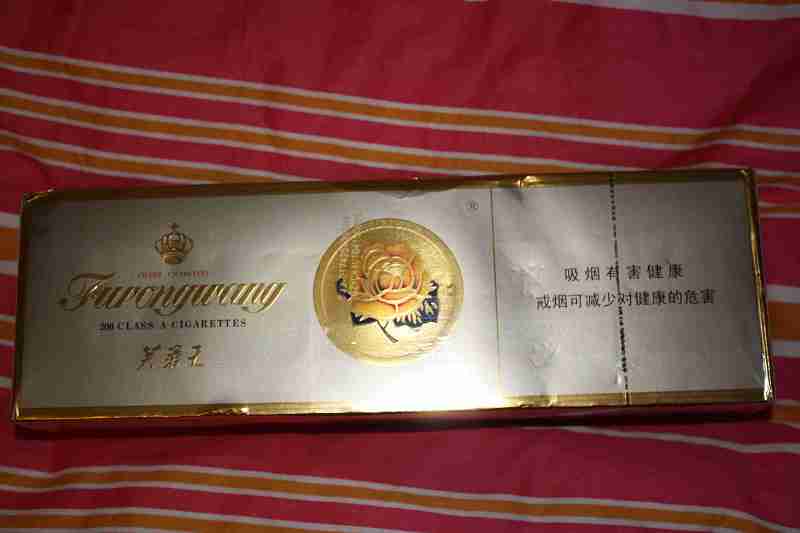 Furongwang
200 CLASS A CIGARETTES
芙蓉王
®
吸烟有害健康
戒烟可减少对健康的危害